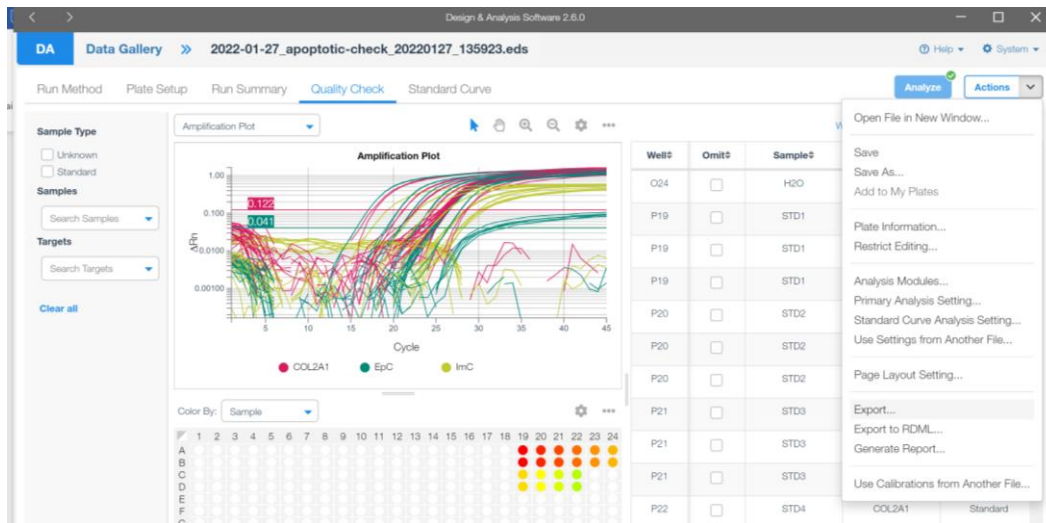 Design & Analysis Software 2.6.0
DA Data Gallery » 2022-01-27_apoptotic-check_20220127_135923.eds Help System
Run Method Plate Setup Run Summary Quality Check Standard Curve Analyze Actions
Sample Type
Unknown
Standard
Samples
Search Samples
Targets
Search Targets
Clear all
Amplification Plot
Amplification Plot
1.00
0.100
0.0100
0.00100
0.122
0.041
ΔRn
5 10 15 20 25 30 35 40 45
Cycle
COL2A1 EpC ImC
Color By: Sample
1 2 3 4 5 6 7 8 9 10 11 12 13 14 15 16 17 18 19 20 21 22 23 24
A
B
C
D
E
F
Well Omit Sample
O24 H2O
P19 STD1
P19 STD1
P19 STD1
P20 STD2
P20 STD2
P20 STD2
P21 STD3
P21 STD3
P21 STD3
P22 STD4 COL2A1 Standard
Open File in New Window...
Save
Save As...
Add to My Plates
Plate Information...
Restrict Editing...
Analysis Modules...
Primary Analysis Setting...
Standard Curve Analysis Setting...
Use Settings from Another File...
Page Layout Setting...
Export...
Export to RDML...
Generate Report...
Use Calibrations from Another File...